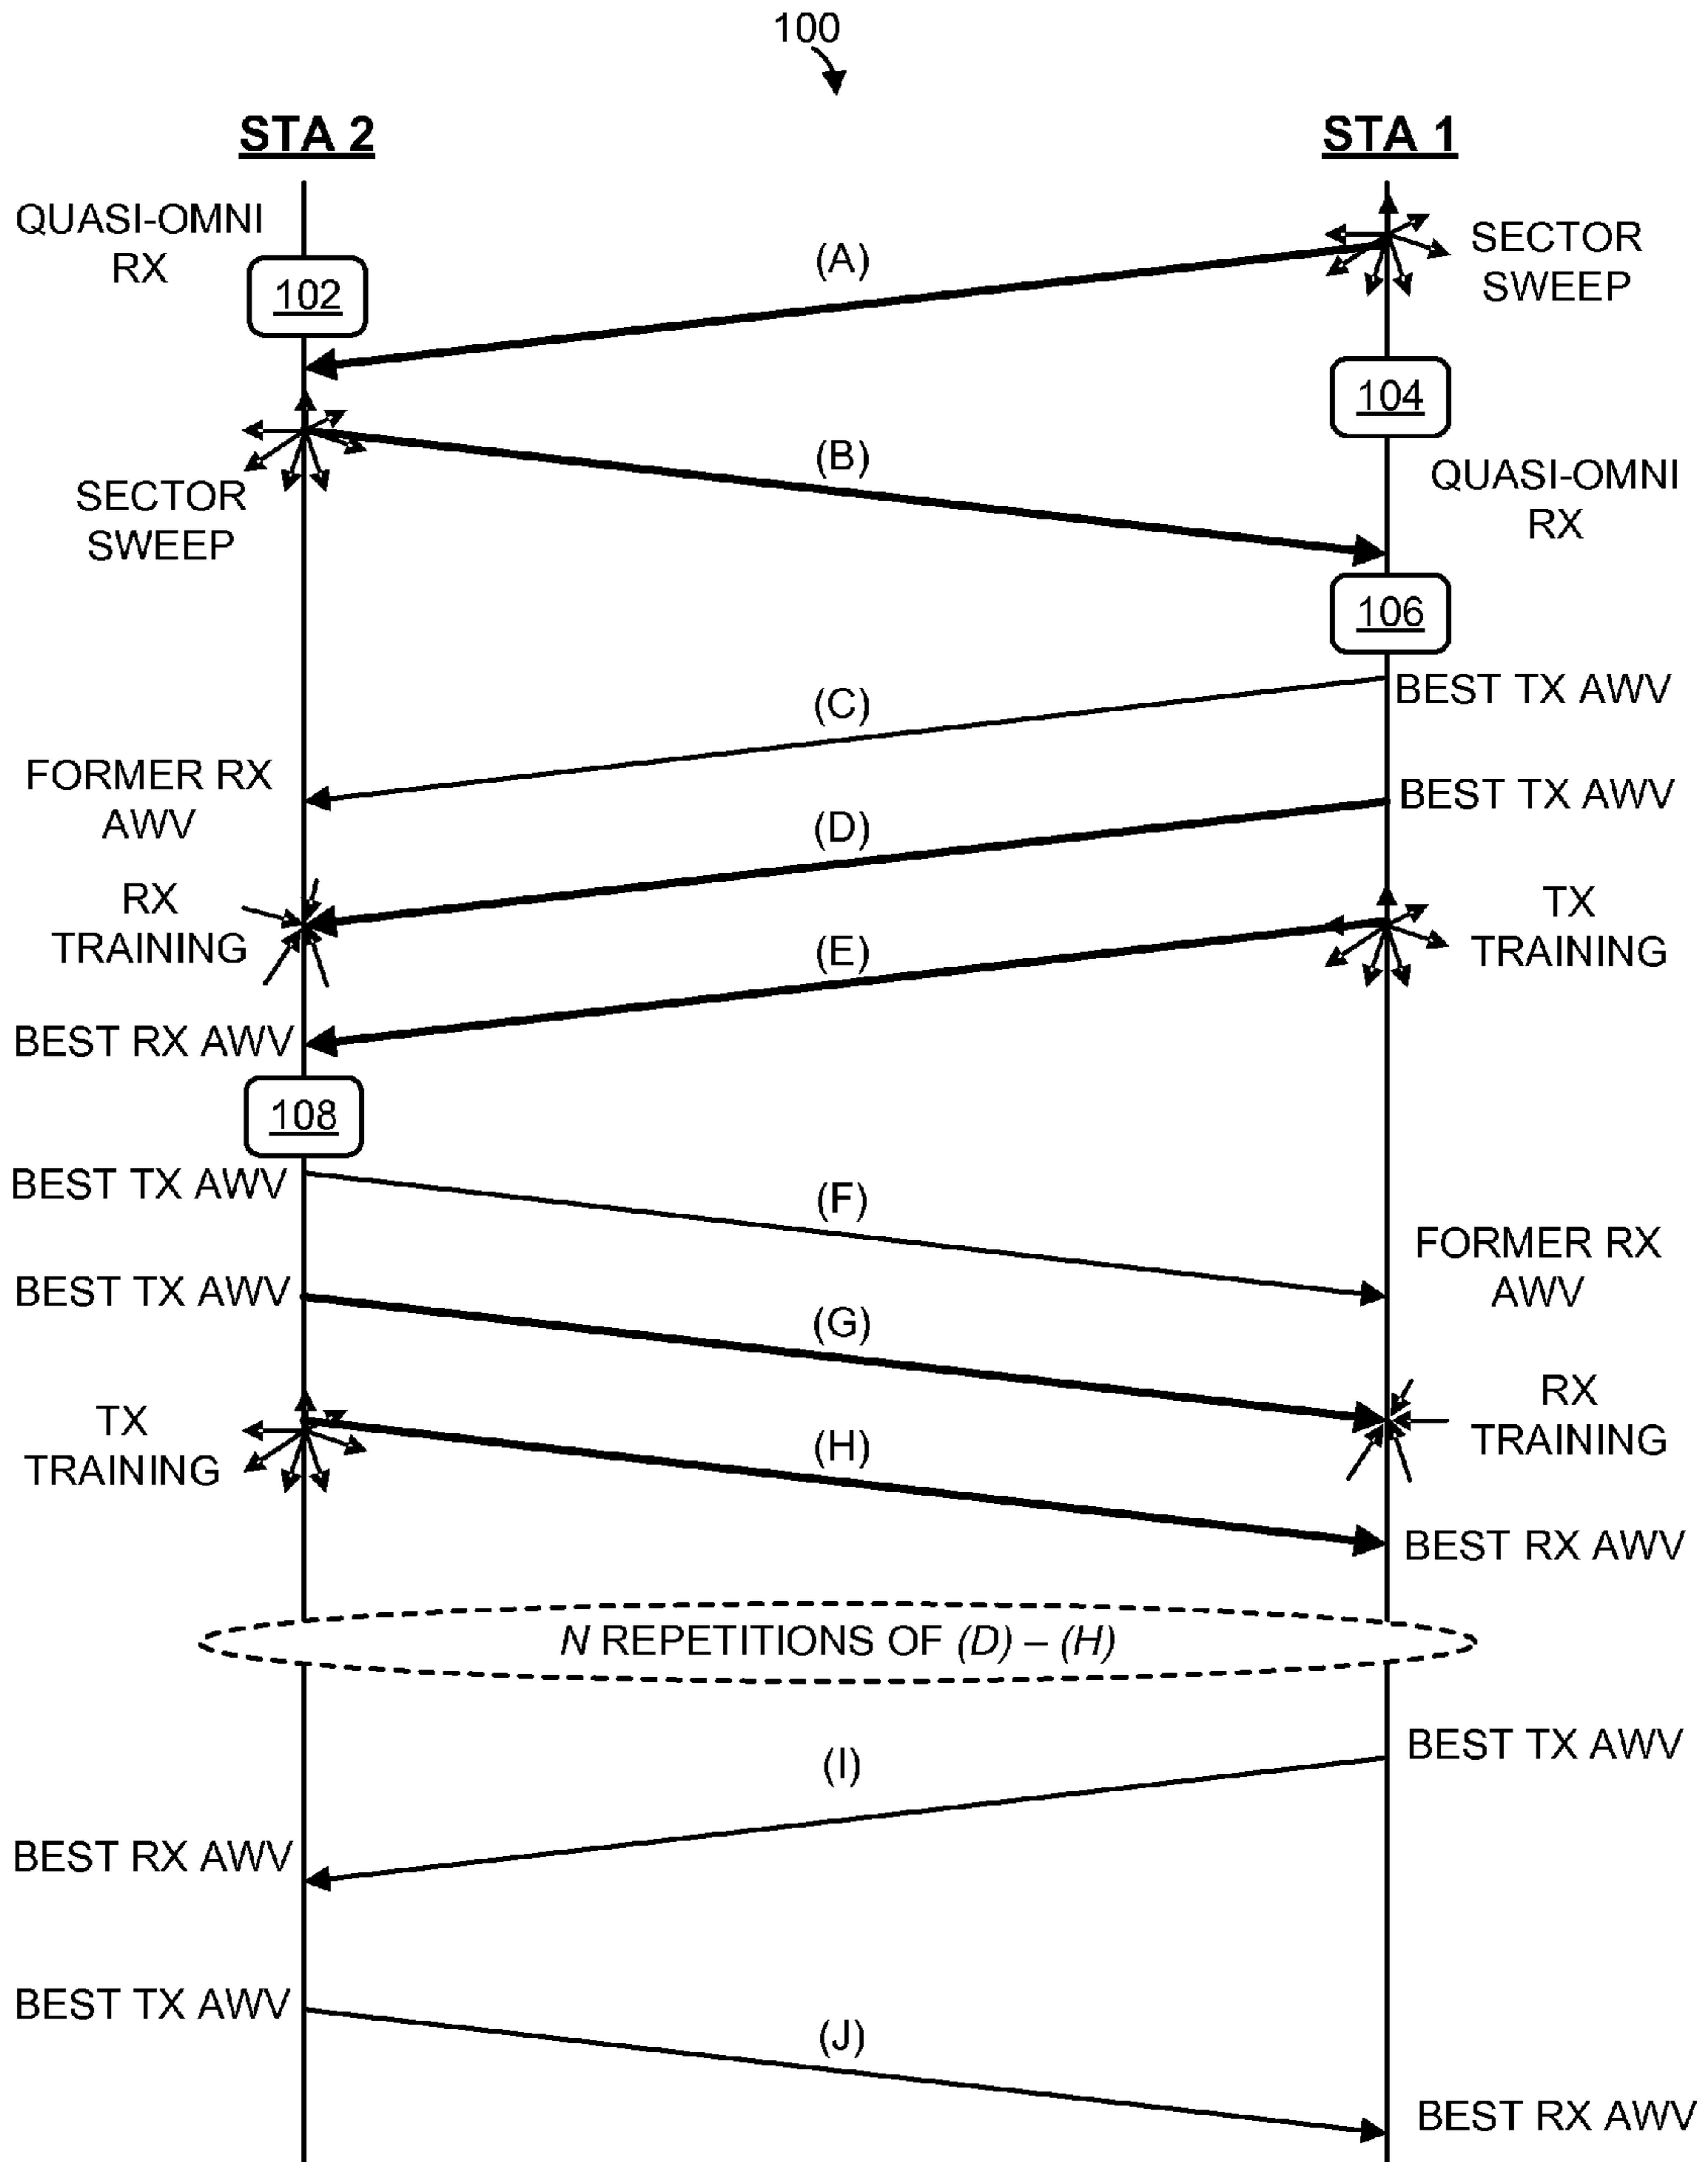 100
STA 2
STA 1
QUASI-OMNI
RX
(A)
SECTOR
SWEEP
102
104
(B)
SECTOR
SWEEP
QUASI-OMNI
RX
106
(C)
BEST TX AWV
FORMER RX
AWV
(D)
BEST TX AWV
RX
TRAINING
(E)
TX
TRAINING
BEST RX AWV
108
BEST TX AWV
(F)
FORMER RX
AWV
BEST TX AWV
(G)
RX
TRAINING
TX
TRAINING
(H)
BEST RX AWV
N REPETITIONS OF (D) – (H)
BEST TX AWV
(I)
BEST RX AWV
BEST TX AWV
(J)
BEST RX AWV